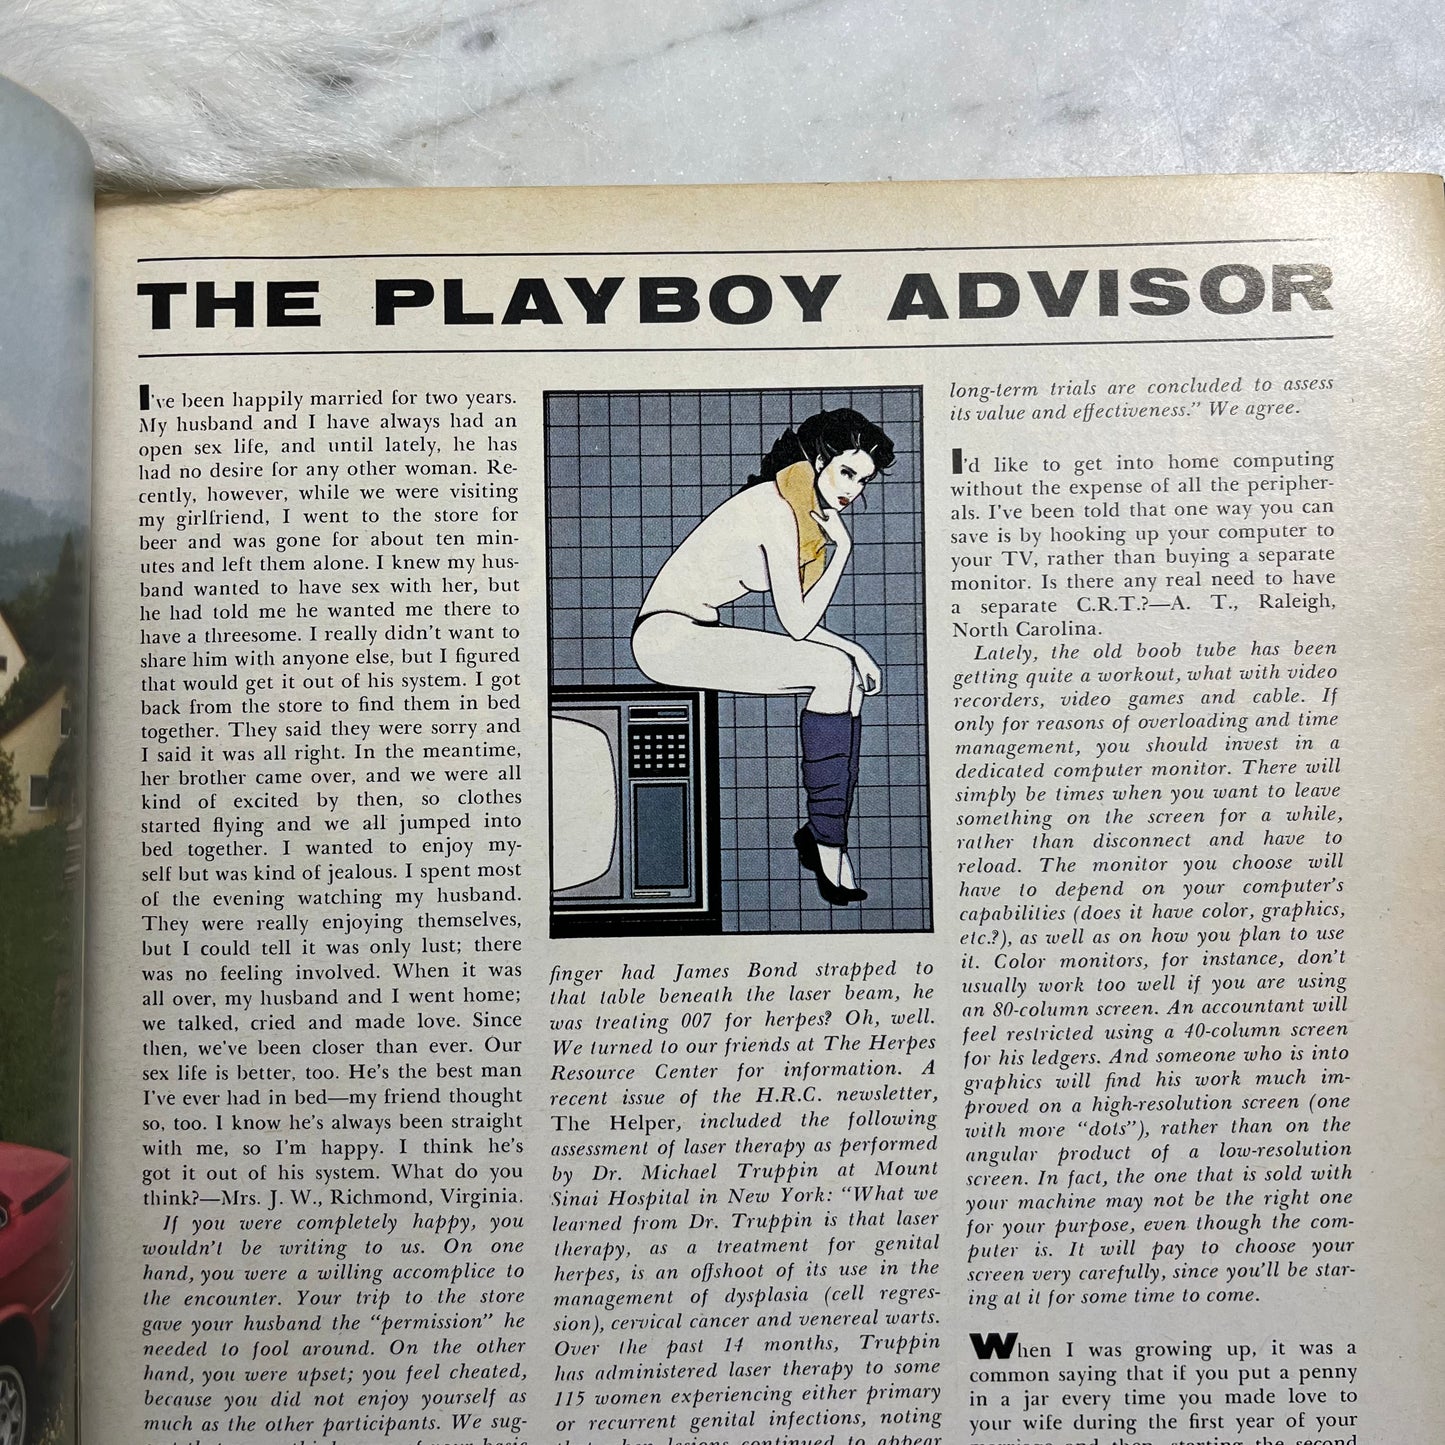 THE PLAYBOY ADVISOR
I've been happily married for two years.
My husband and I have always had an
open sex life, and until lately, he has
had no desire for any other woman. Re-
cently, however, while we were visiting
my girlfriend, I went to the store for
beer and was gone for about ten min-
utes and left them alone. I knew my hus-
band wanted to have sex with her, but
he had told me he wanted me there to
have a threesome. I really didn't want to
share him with anyone else, but I figured
that would get it out of his system. I got
back from the store to find them in bed
together. They said they were sorry and
I said it was all right. In the meantime,
her brother came over, and we were all
kind of excited by then, so clothes
started flying and we all jumped into
bed together. I wanted to enjoy my-
self but was kind of jealous. I spent most
of the evening watching my husband.
They were really enjoying themselves,
but I could tell it was only lust; there
was no feeling involved. When it was
all over, my husband and I went home;
we talked, cried and made love. Since
then, we've been closer than ever. Our
sex life is better, too. He's the best man
I've ever had in bed—my friend thought
so, too. I know he's always been straight
with me, so I'm happy. I think he's
got it out of his system. What do you
think?—Mrs. J. W., Richmond, Virginia.
If you were completely happy, you
wouldn't be writing to us. On one
hand, you were a willing accomplice to
the encounter. Your trip to the store
gave your husband the "permission" he
needed to fool around. On the other
hand, you were upset; you feel cheated,
because you did not enjoy yourself as
much as the other participants. We sug-
finger had James Bond strapped to
that table beneath the laser beam, he
was treating 007 for herpes? Oh, well.
We turned to our friends at The Herpes
Resource Center for information. A
recent issue of the H.R.C. newsletter,
The Helper, included the following
assessment of laser therapy as performed
by Dr. Michael Truppin at Mount
Sinai Hospital in New York: "What we
learned from Dr. Truppin is that laser
therapy, as a treatment for genital
herpes, is an offshoot of its use in the
management of dysplasia (cell regres-
sion), cervical cancer and venereal warts.
Over the past 14 months, Truppin
has administered laser therapy to some
115 women experiencing either primary
or recurrent genital infections, noting
that when lesions continued to appear
long-term trials are concluded to assess
its value and effectiveness." We agree.
I'd like to get into home computing
without the expense of all the peripher-
als. I've been told that one way you can
save is by hooking up your computer to
your TV, rather than buying a separate
monitor. Is there any real need to have
a separate C.R.T.?—A. T., Raleigh,
North Carolina.
Lately, the old boob tube has been
getting quite a workout, what with video
recorders, video games and cable. If
only for reasons of overloading and time
management, you should invest in a
dedicated computer monitor. There will
simply be times when you want to leave
something on the screen for a while,
rather than disconnect and have to
reload. The monitor you choose will
have to depend on your computer's
capabilities (does it have color, graphics,
etc.?), as well as on how you plan to use
it. Color monitors, for instance, don't
usually work too well if you are using
an 80-column screen. An accountant will
feel restricted using a 40-column screen
for his ledgers. And someone who is into
graphics will find his work much im-
proved on a high-resolution screen (one
with more "dots"), rather than on the
angular product of a low-resolution
screen. In fact, the one that is sold with
your machine may not be the right one
for your purpose, even though the com-
puter is. It will pay to choose your
screen very carefully, since you'll be star-
ing at it for some time to come.
When I was growing up, it was a
common saying that if you put a penny
in a jar every time you made love to
your wife during the first year of your
marriage and then, starting the second